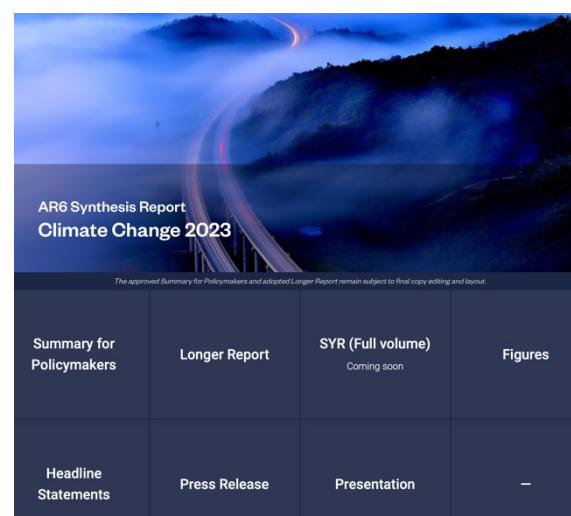 AR6 Synthesis Report
Climate Change 2023
The approved Summary for Policymakers and adopted Longer Report remain subject to final copy editing and layout.
Summary for
Policymakers
Longer Report
SYR (Full volume)
Coming soon
Figures
Headline
Statements
Press Release
Presentation
—